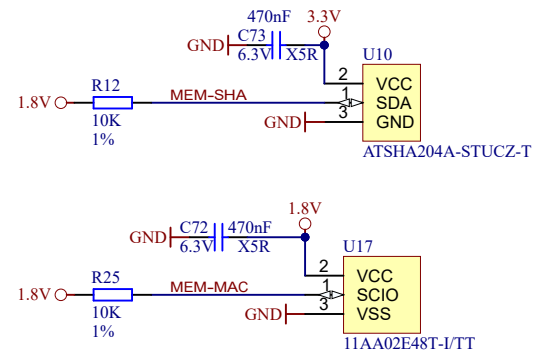 470nF
3.3V
GND C73
6.3V X5R
U10
R12
2 VCC
1.8V MEM-SHA 1 SDA
10K GND 3 GND
1%
ATSHA204A-STUCZ-T
1.8V
C72 470nF
GND
6.3V X5R
U17
R25
2 VCC
1.8V MEM-MAC 1 SCIO
10K GND 3 VSS
1%
11AA02E48T-I/TT